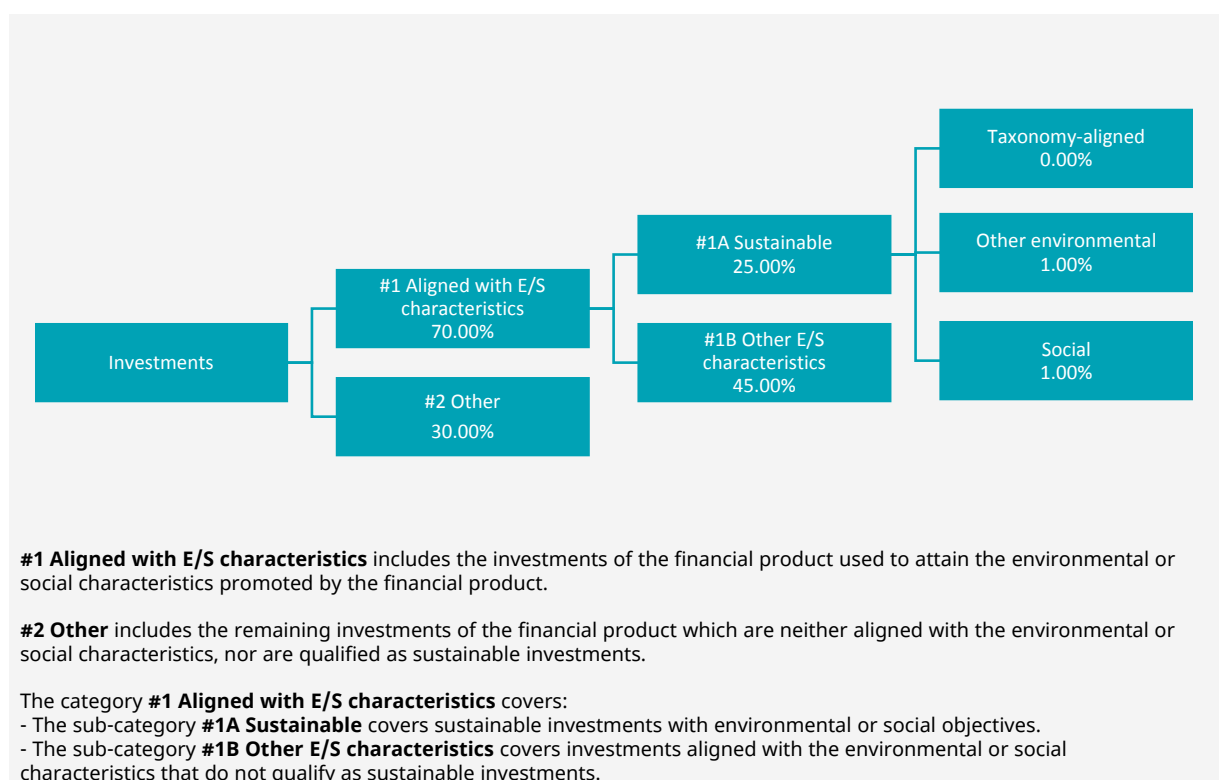 Taxonomy-aligned
0.00%
#1A Sustainable
25.00%
Other environmental
1.00%
#1 Aligned with E/S
characteristics
70.00%
Investments
#1B Other E/S
characteristics
45.00%
Social
1.00%
#2 Other
30.00%
#1 Aligned with E/S characteristics includes the investments of the financial product used to attain the environmental or
social characteristics promoted by the financial product.
#2 Other includes the remaining investments of the financial product which are neither aligned with the environmental or
social characteristics, nor are qualified as sustainable investments.
The category #1 Aligned with E/S characteristics covers:
- The sub-category #1A Sustainable covers sustainable investments with environmental or social objectives.
- The sub-category #1B Other E/S characteristics covers investments aligned with the environmental or social
characteristics that do not qualify as sustainable investments.